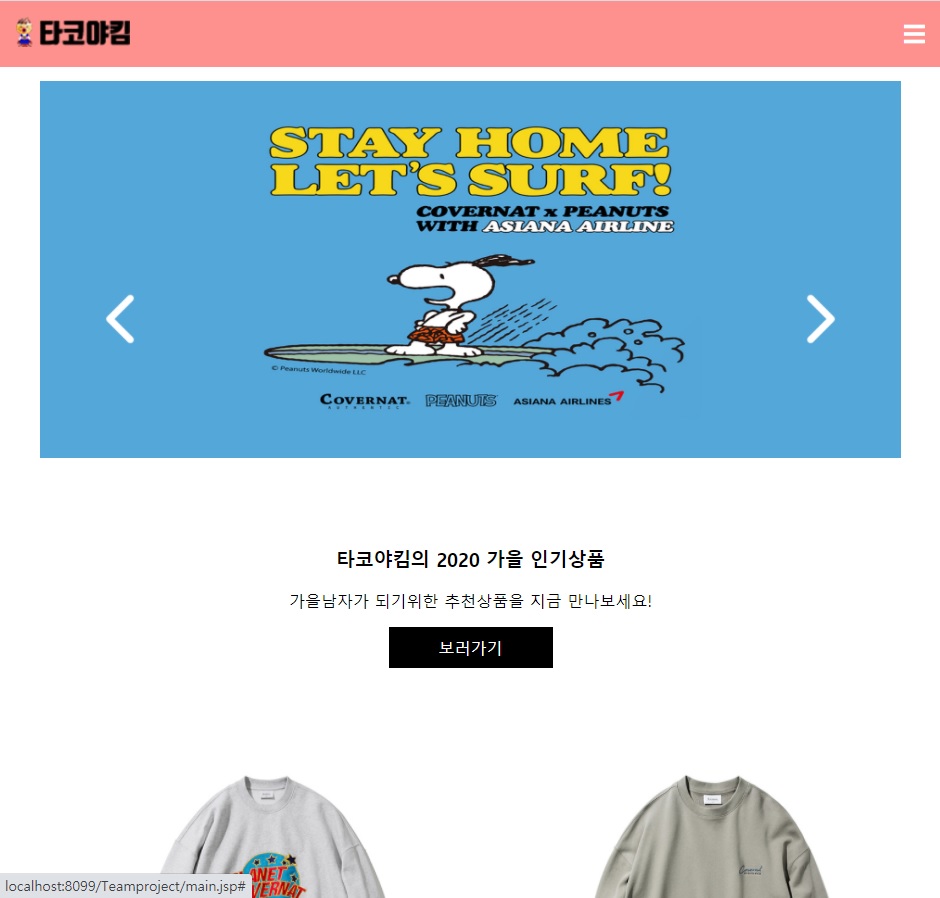 타코야킴
STAY HOME
LET'S SURF!
COVERNAT x PEANUTS
WITH ASIANA AIRLINE
© Peanuts Worldwide LLC
COVERNAT
AUTHENTIC
PEANUTS
ASIANA AIRLINES
타코야킴의 2020 가을 인기상품
가을남자가 되기위한 추천상품을 지금 만나보세요!
보러가기
localhost:8099/Teamproject/main.jsp#